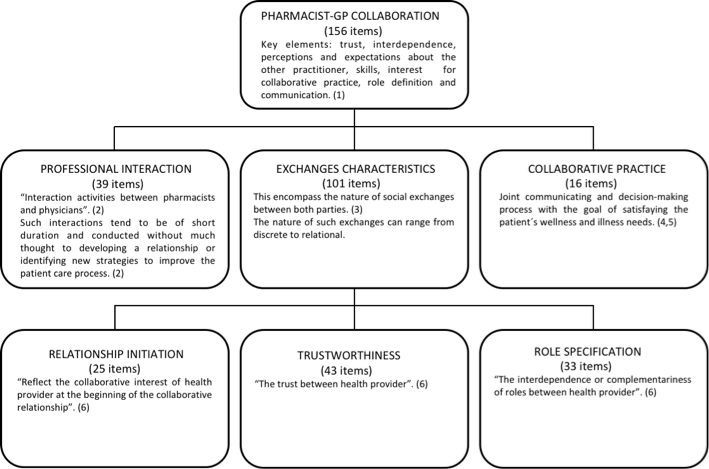 PHARMACIST-GP COLLABORATION
(156 items)
Key elements: trust, interdependence,
perceptions and expectations about the
other practitioner, skills, interest for
collaborative practice, role definition and
communication. (1)
PROFESSIONAL INTERACTION
(39 items)
“Interaction activities between pharmacists
and physicians”. (2)
Such interactions tend to be of short
duration and conducted without much
thought to developing a relationship or
identifying new strategies to improve the
patient care process. (2)
EXCHANGES CHARACTERISTICS
(101 items)
This encompass the nature of social exchanges
between both parties. (3)
The nature of such exchanges can range from
discrete to relational.
COLLABORATIVE PRACTICE
(16 items)
Joint communicating and decision-making
process with the goal of satisfaying the
patient´s wellness and illness needs. (4,5)
RELATIONSHIP INITIATION
(25 items)
“Reflect the collaborative interest of health
provider at the beginning of the collaborative
relationship”. (6)
TRUSTWORTHINESS
(43 items)
“The trust between health provider”. (6)
ROLE SPECIFICATION
(33 items)
“The interdependence or complementariness
of roles between health provider”. (6)